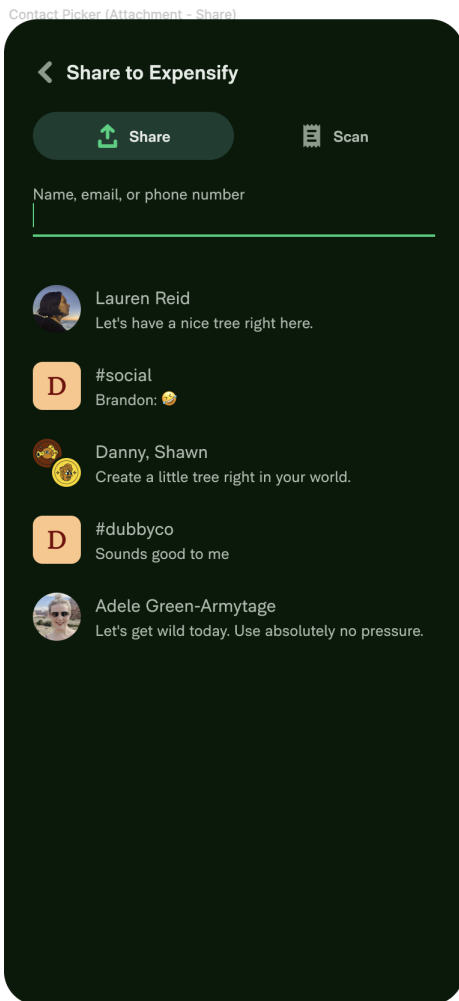 Contact Picker (Attachment - Share)
Share to Expensify
Share
Scan
Name, email, or phone number
Lauren Reid
Let's have a nice tree right here.
D
#social
Brandon: 🤣
Danny, Shawn
Create a little tree right in your world.
D
#dubbyco
Sounds good to me
Adele Green-Armytage
Let's get wild today. Use absolutely no pressure.